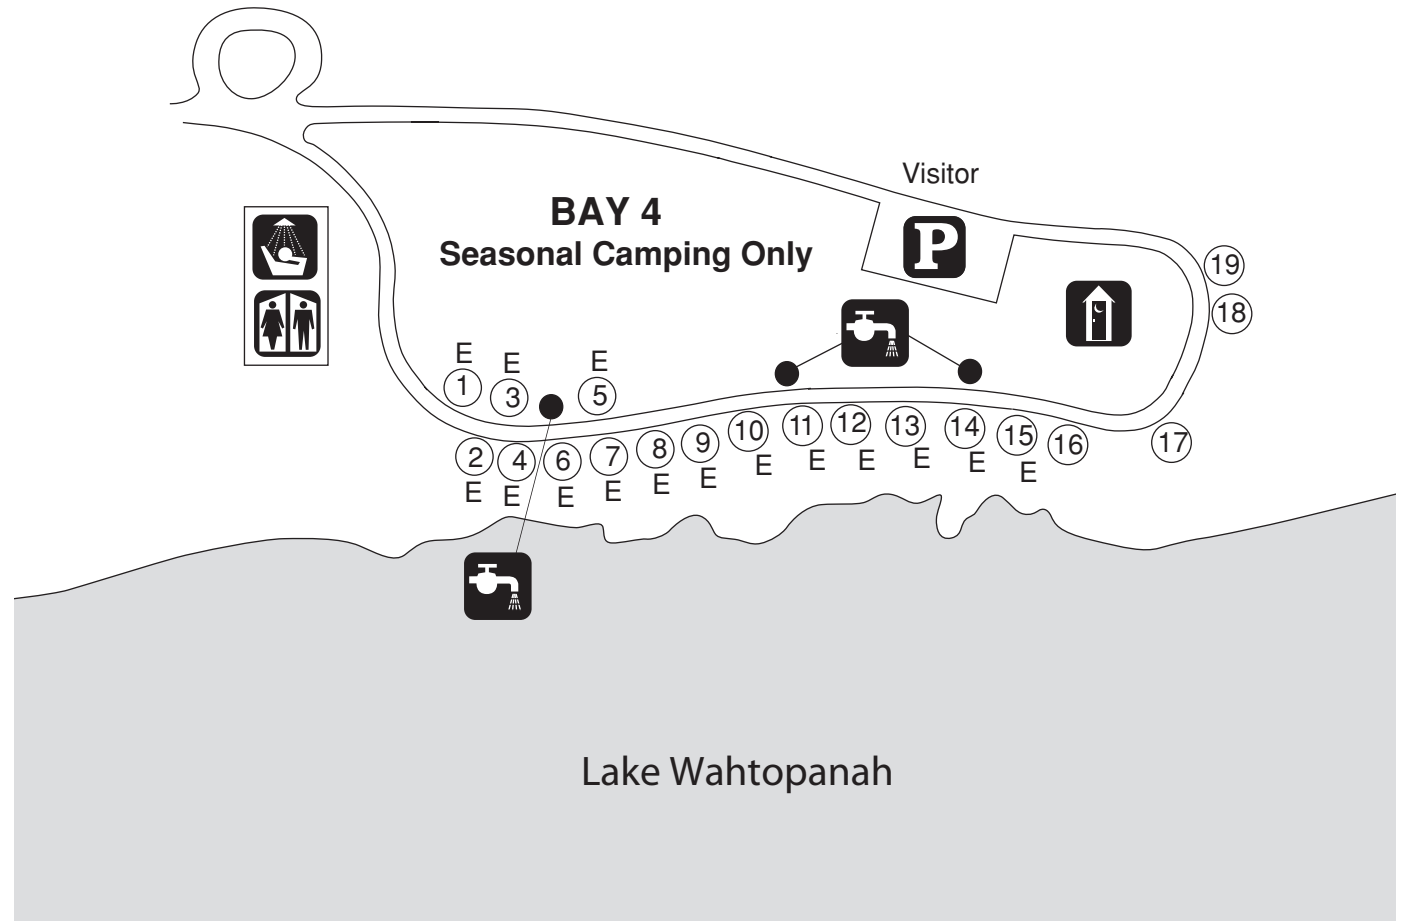 Visitor
BAY 4
Seasonal Camping Only
P
19
18
E E E
1 3 5
2 4 6 7 8 9 10 11 12 13 14 15 16 17
E E E E E E E E E E E E
Lake Wahtopanah